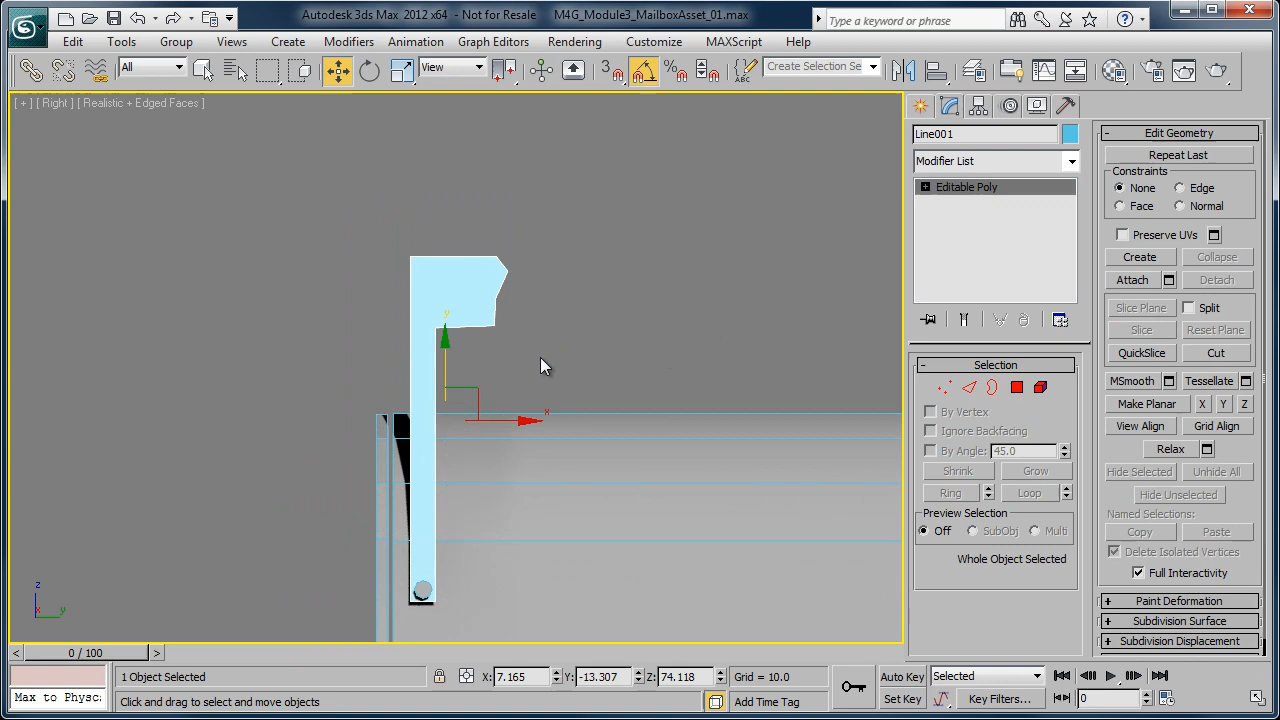 Autodesk 3ds Max 2012 x64 - Not for Resale M4G_Module3_MailboxAsset_01.max
Type a keyword or phrase
Edit Tools Group Views Create Modifiers Animation Graph Editors Rendering Customize MAXScript Help
All View 3 % ABC Create Selection Se
[ + ] [ Right ] [ Realistic + Edged Faces ]
Line001
Modifier List
Editable Poly
Selection
By Vertex
Ignore Backfacing
By Angle: 45.0
Shrink Grow
Ring Loop
Preview Selection
Off SubObj Multi
Whole Object Selected
Edit Geometry
Repeat Last
Constraints
None Edge
Face Normal
Preserve UVs
Create Collapse
Attach Detach
Slice Plane Split
Slice Reset Plane
QuickSlice Cut
MSmooth Tessellate
Make Planar X Y Z
View Align Grid Align
Relax
Hide Selected Unhide All
Hide Unselected
Named Selections:
Copy Paste
Delete Isolated Vertices
Full Interactivity
+ Paint Deformation
+ Subdivision Surface
+ Subdivision Displacement
y
x
z
x y
< 0 / 100 >
1 Object Selected X: 7.165 Y: -13.307 Z: 74.118 Grid = 10.0 Auto Key Selected
Max to Physc: Click and drag to select and move objects Add Time Tag Set Key Key Filters... 0